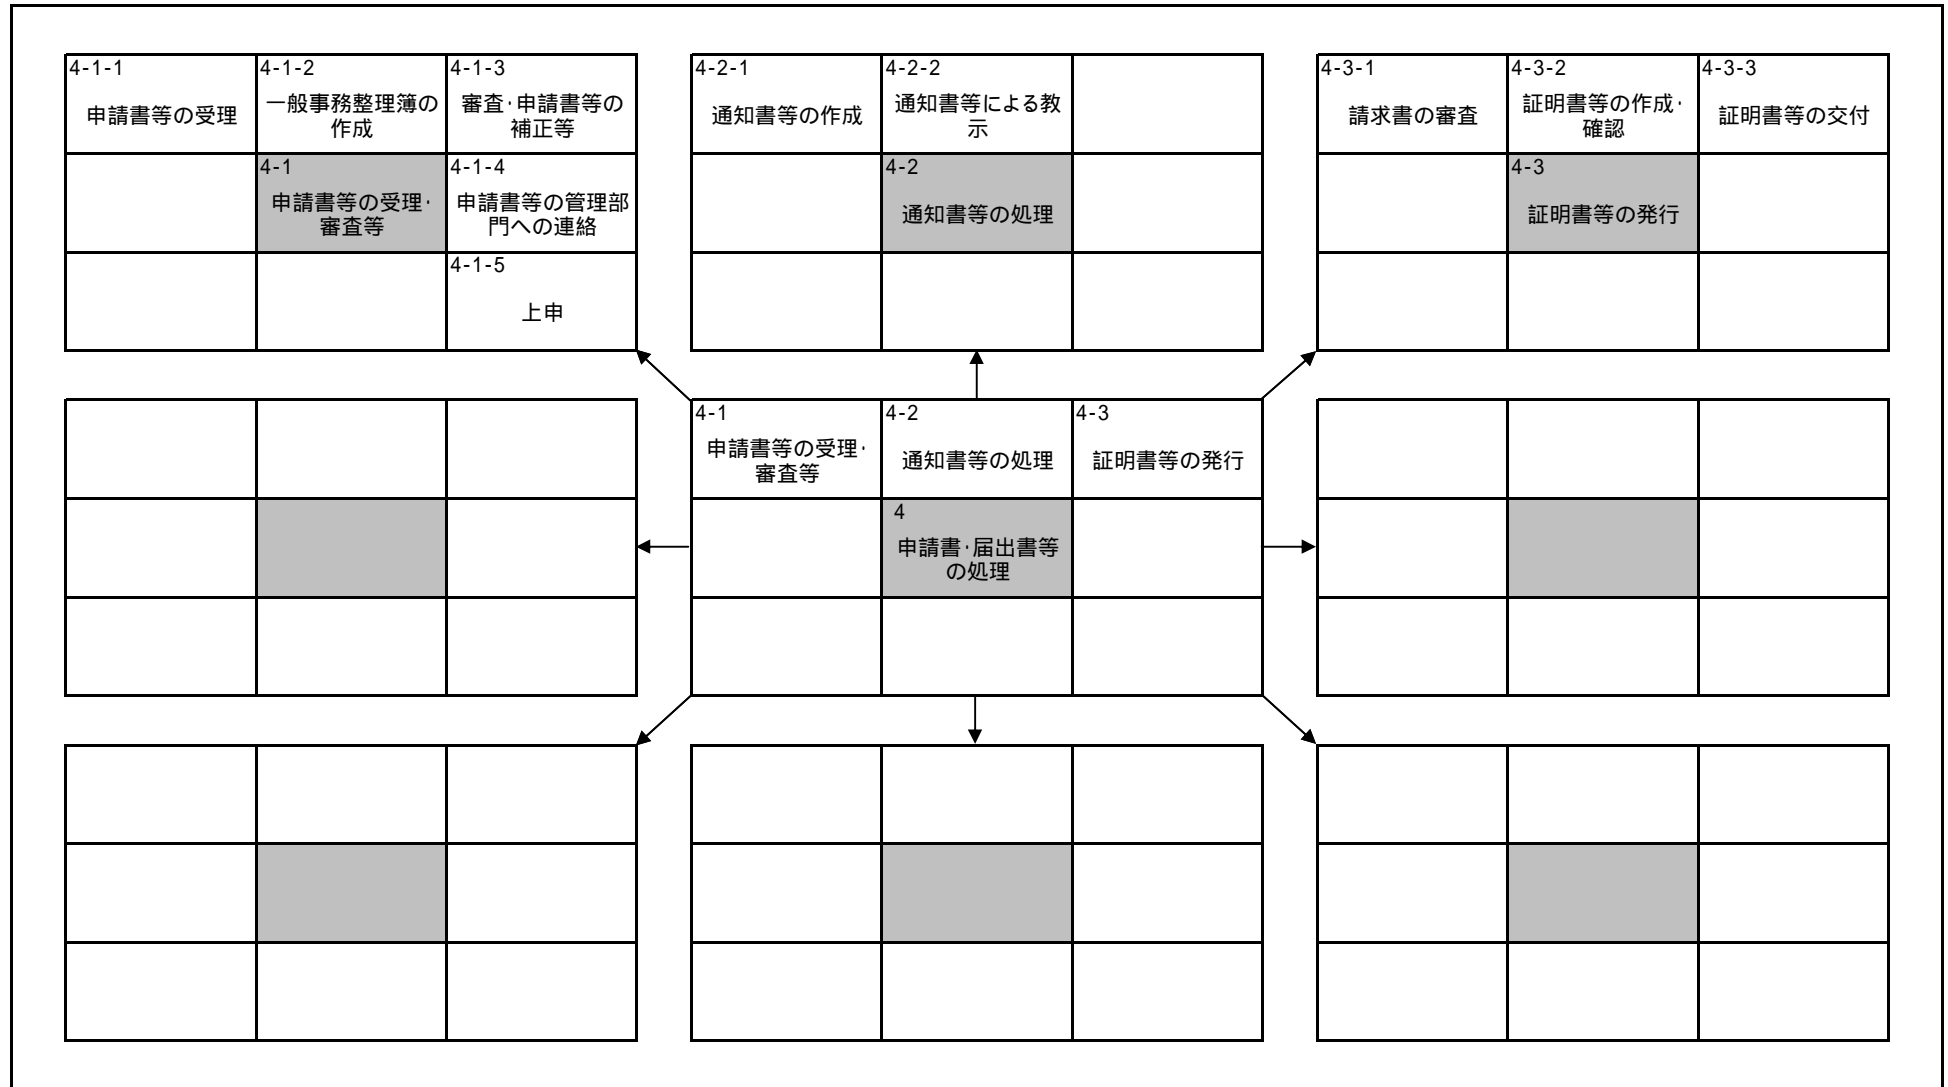 4-1-1
申請書等の受理
4-1-2
一般事務整理簿の
作成
4-1-3
審査・申請書等の
補正等
4-1
申請書等の受理・
審査等
4-1-4
申請書等の管理部
門への連絡
4-1-5
上申
4-2-1
通知書等の作成
4-2-2
通知書等による教
示
4-2
通知書等の処理
4-3-1
請求書の審査
4-3-2
証明書等の作成・
確認
4-3-3
証明書等の交付
4-3
証明書等の発行
4-1
申請書等の受理・
審査等
4-2
通知書等の処理
4-3
証明書等の発行
4
申請書・届出書等
の処理